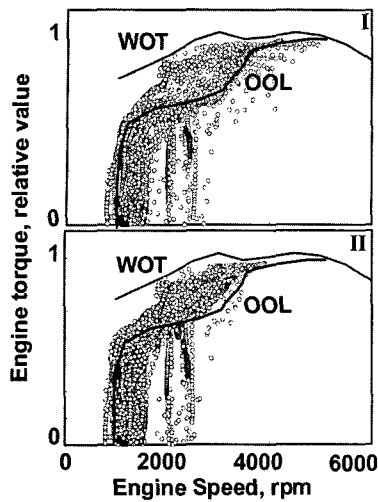 1
I
WOT
OOL
0
1
II
WOT
OOL
0
Engine torque, relative value
0 2000 4000 6000
Engine Speed, rpm